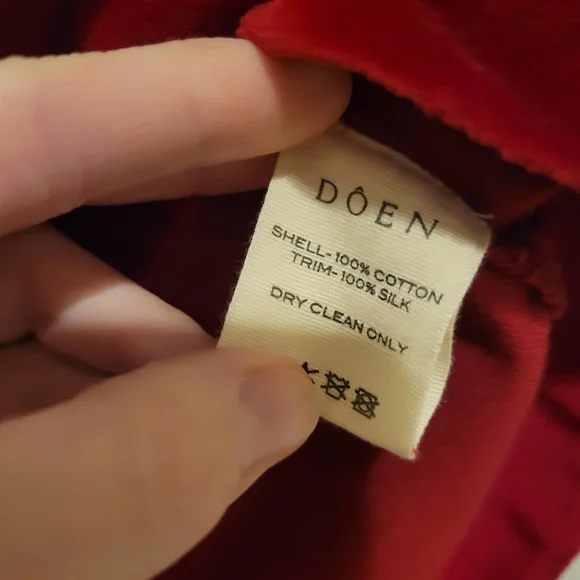 DÔEN
SHELL-100% COTTON
TRIM-100% SILK
DRY CLEAN ONLY